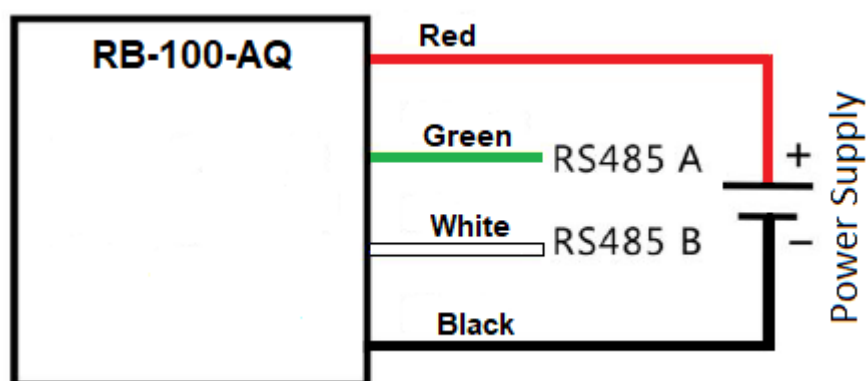 RB-100-AQ
Red
Green
RS485 A
White
RS485 B
Black
+
−
Power Supply